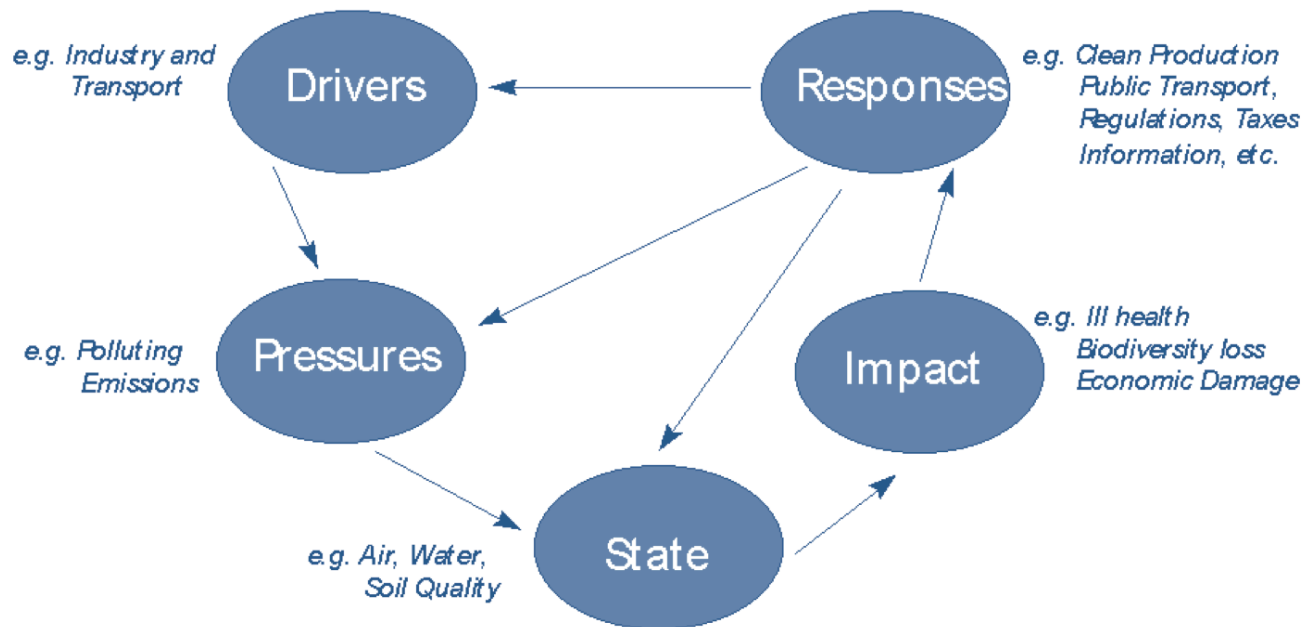 e.g. Industry and
Transport
Drivers
Responses
e.g. Clean Production
Public Transport,
Regulations, Taxes
Information, etc.
e.g. Polluting
Emissions
Pressures
Impact
e.g. Ill health
Biodiversity loss
Economic Damage
e.g. Air, Water,
Soil Quality
State